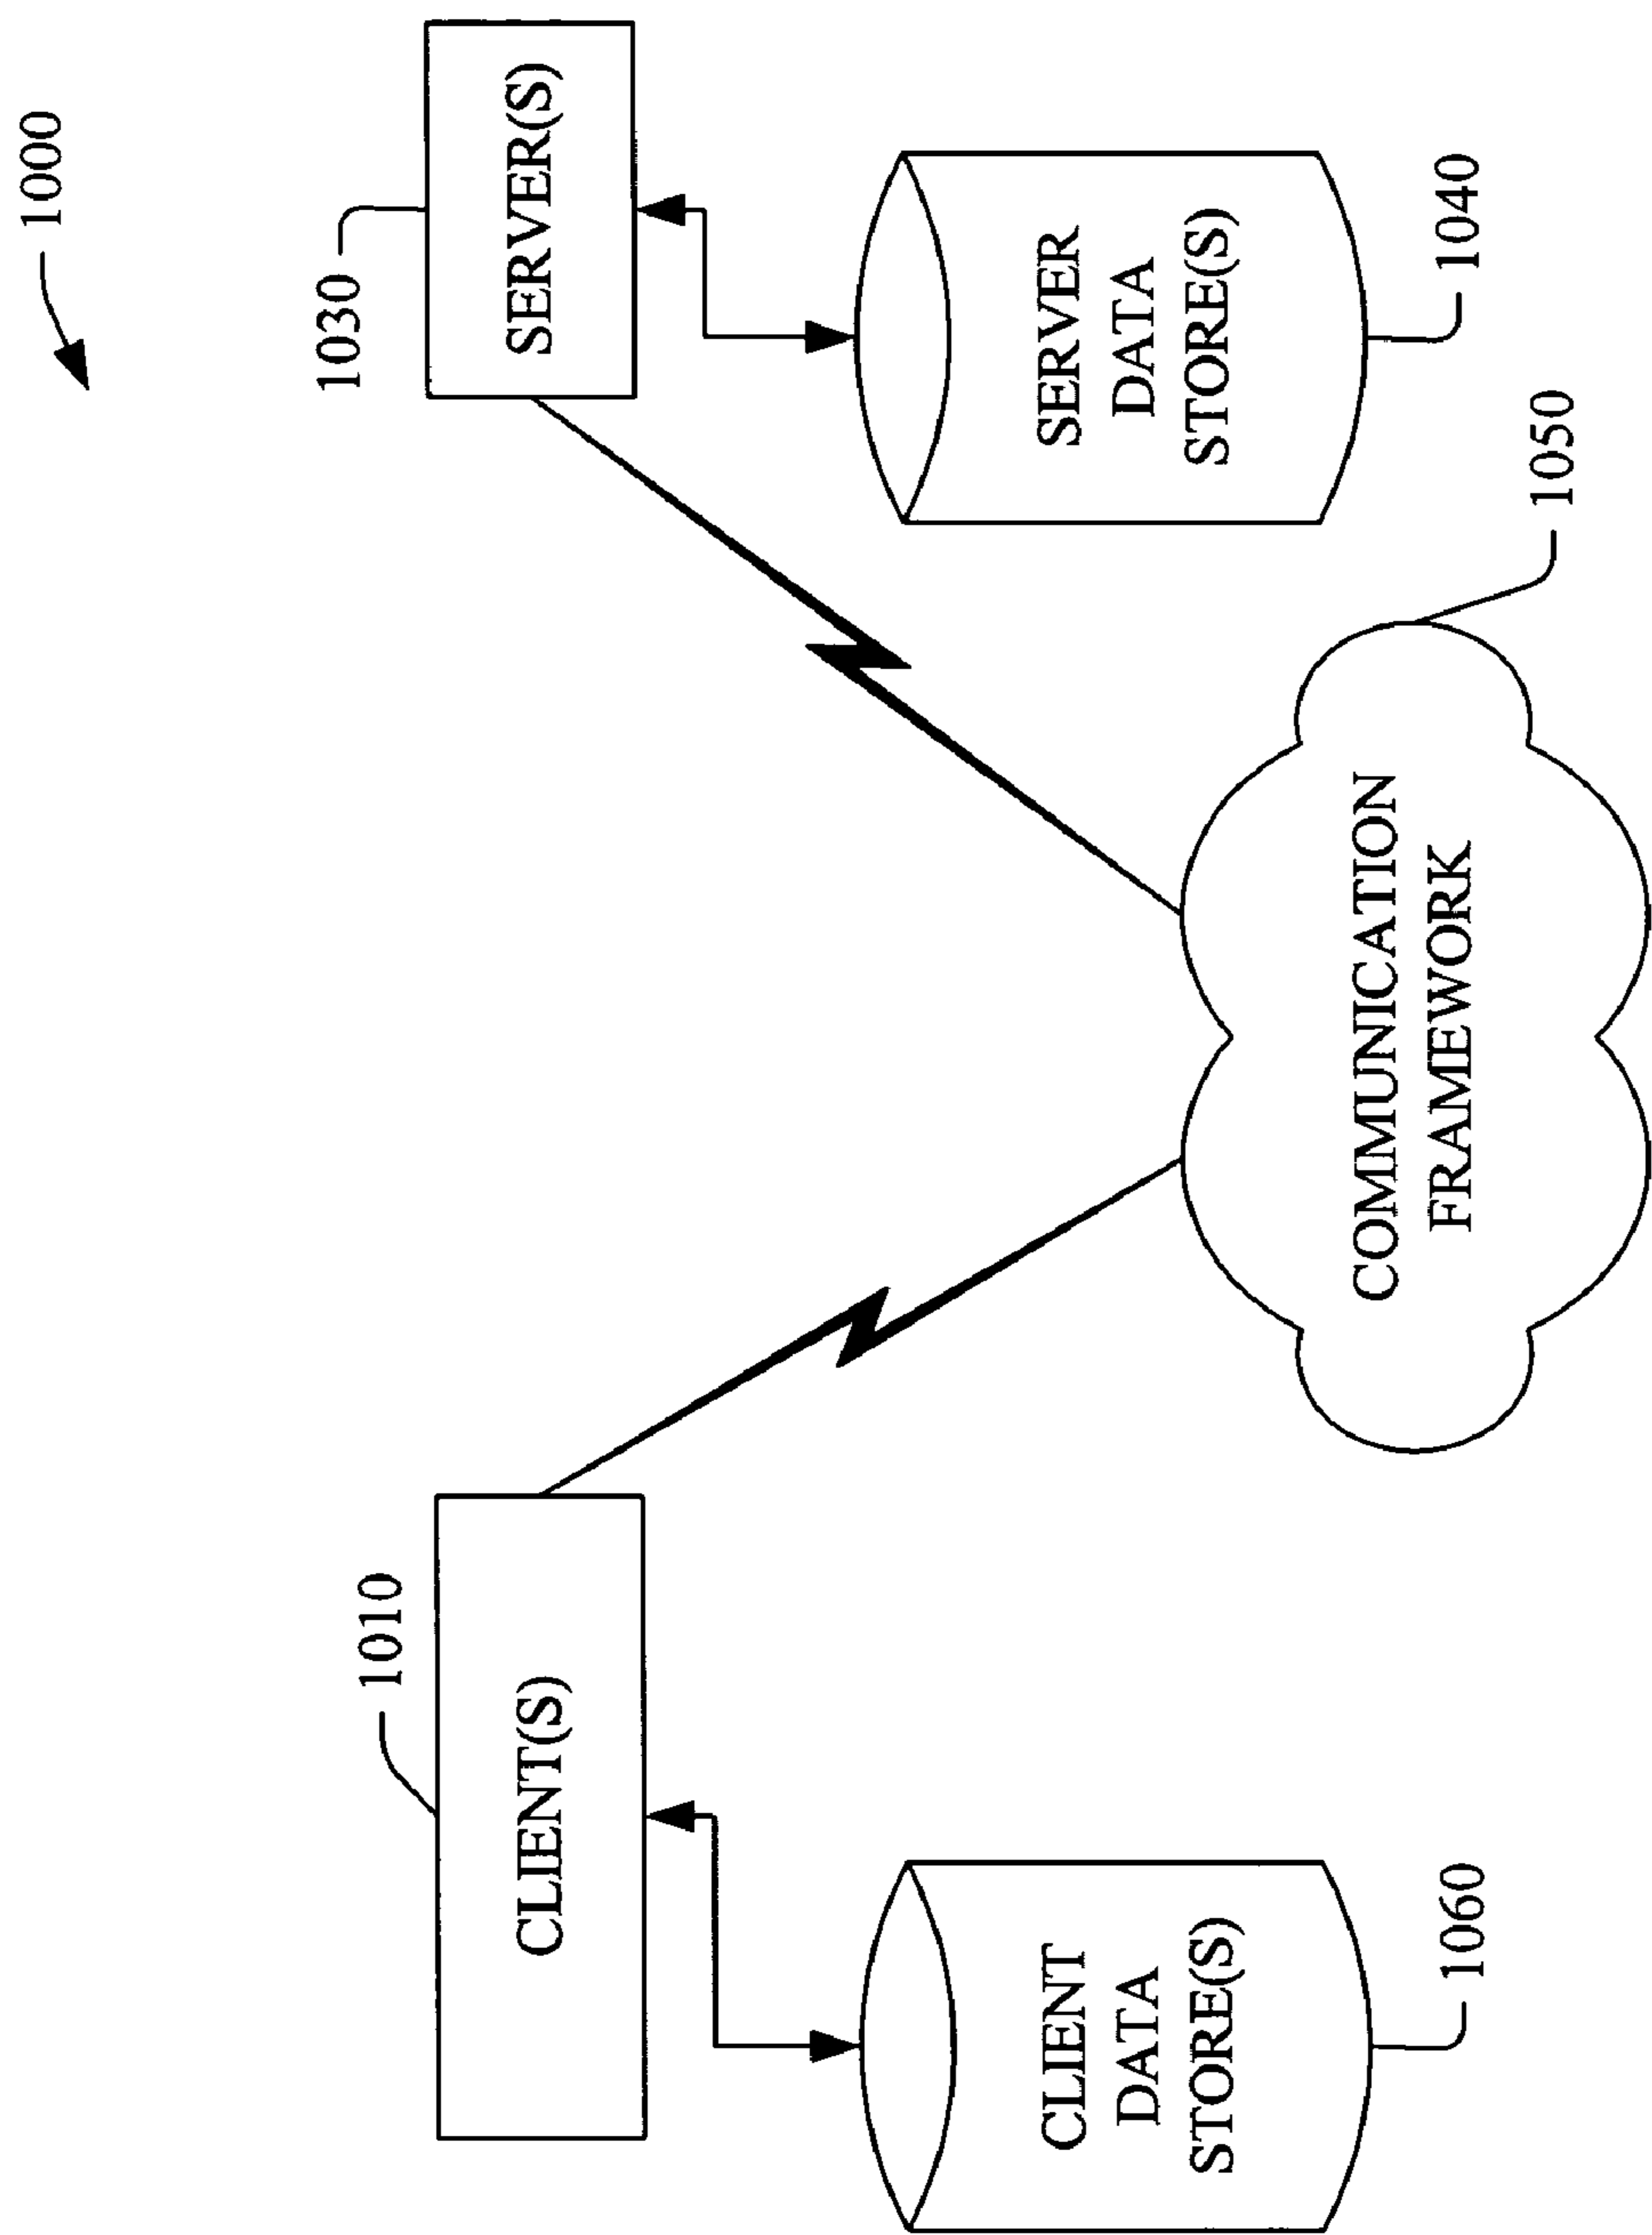 1000
1010
1030
CLIENT(S)
SERVER(S)
CLIENT
DATA
STORE(S)
SERVER
DATA
STORE(S)
1060
1040
COMMUNICATION
FRAMEWORK
1050